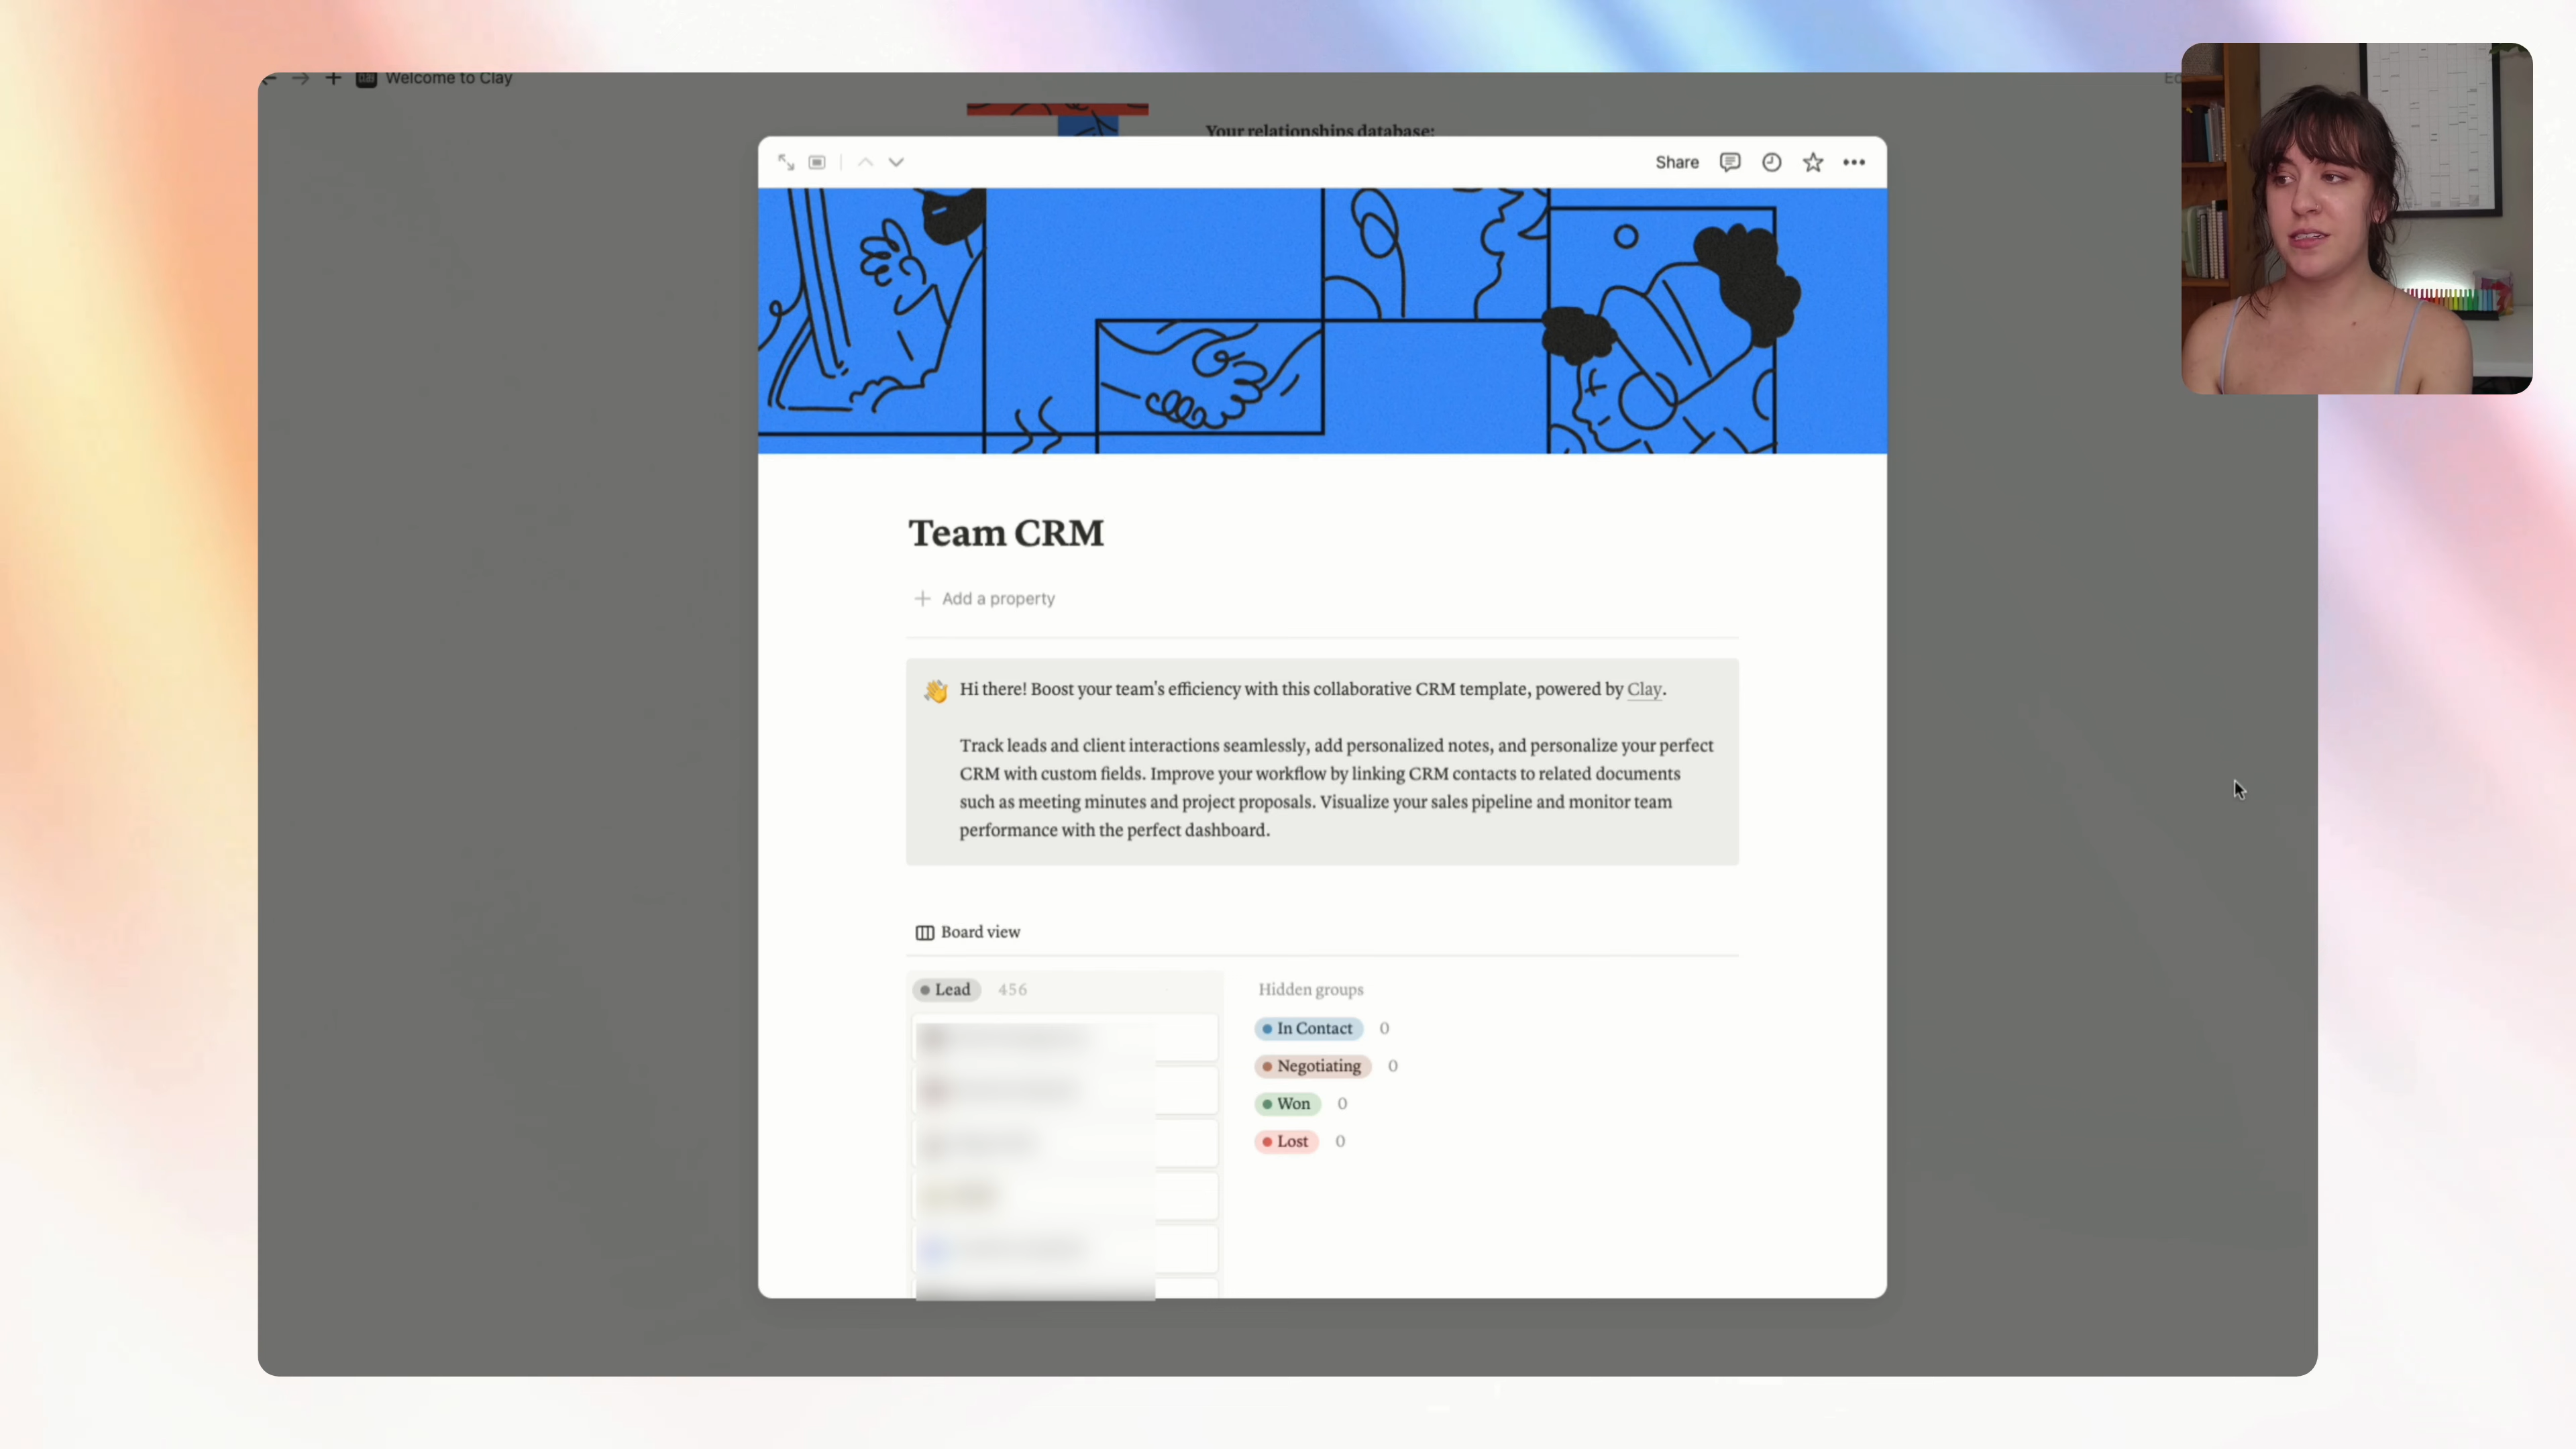 Welcome to Clay
Your relationships database:
Share
Team CRM
Add a property
Hi there! Boost your team's efficiency with this collaborative CRM template, powered by Clay.
Track leads and client interactions seamlessly, add personalized notes, and personalize your perfect
CRM with custom fields. Improve your workflow by linking CRM contacts to related documents
such as meeting minutes and project proposals. Visualize your sales pipeline and monitor team
performance with the perfect dashboard.
Board view
Lead 456
Hidden groups
In Contact 0
Negotiating 0
Won 0
Lost 0